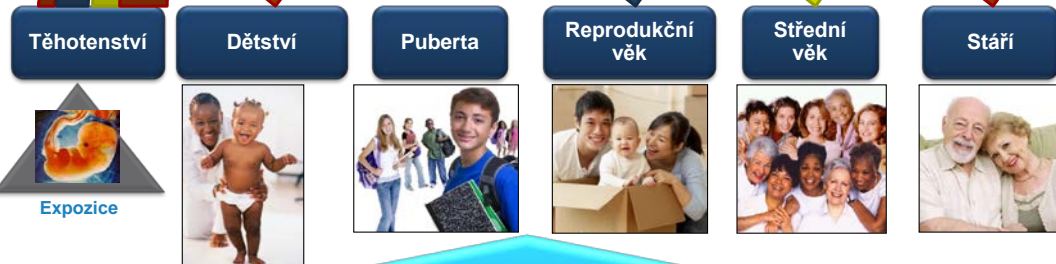 Těhotenství
Dětství
Puberta
Reprodukční
věk
Střední
věk
Stáří
Expozice